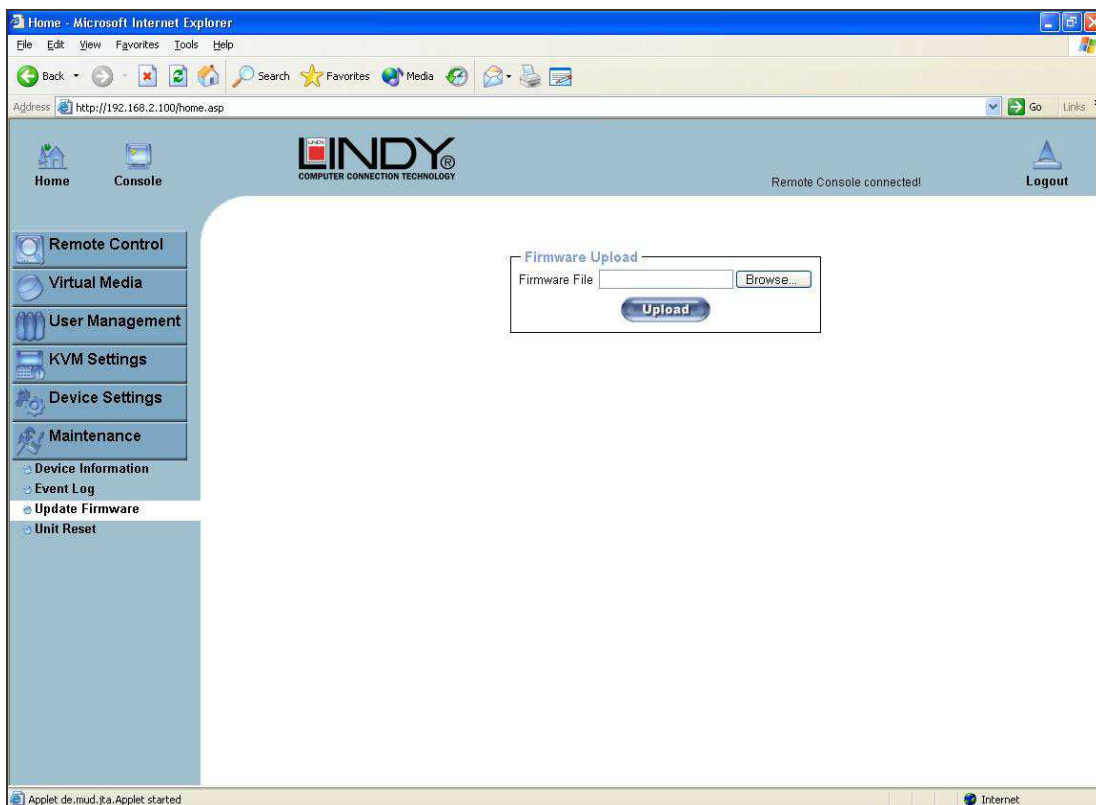 Home - Microsoft Internet Explorer
File Edit View Favorites Tools Help
Back Search Favorites Media
Address http://192.168.2.100/home.asp Go Links
Home Console
LINDY®
COMPUTER CONNECTION TECHNOLOGY
Remote Console connected!
Logout
Remote Control
Virtual Media
User Management
KVM Settings
Device Settings
Maintenance
Device Information
Event Log
Update Firmware
Unit Reset
Firmware Upload
Firmware File Browse...
Upload
Applet de.mud.jta.Applet started Internet